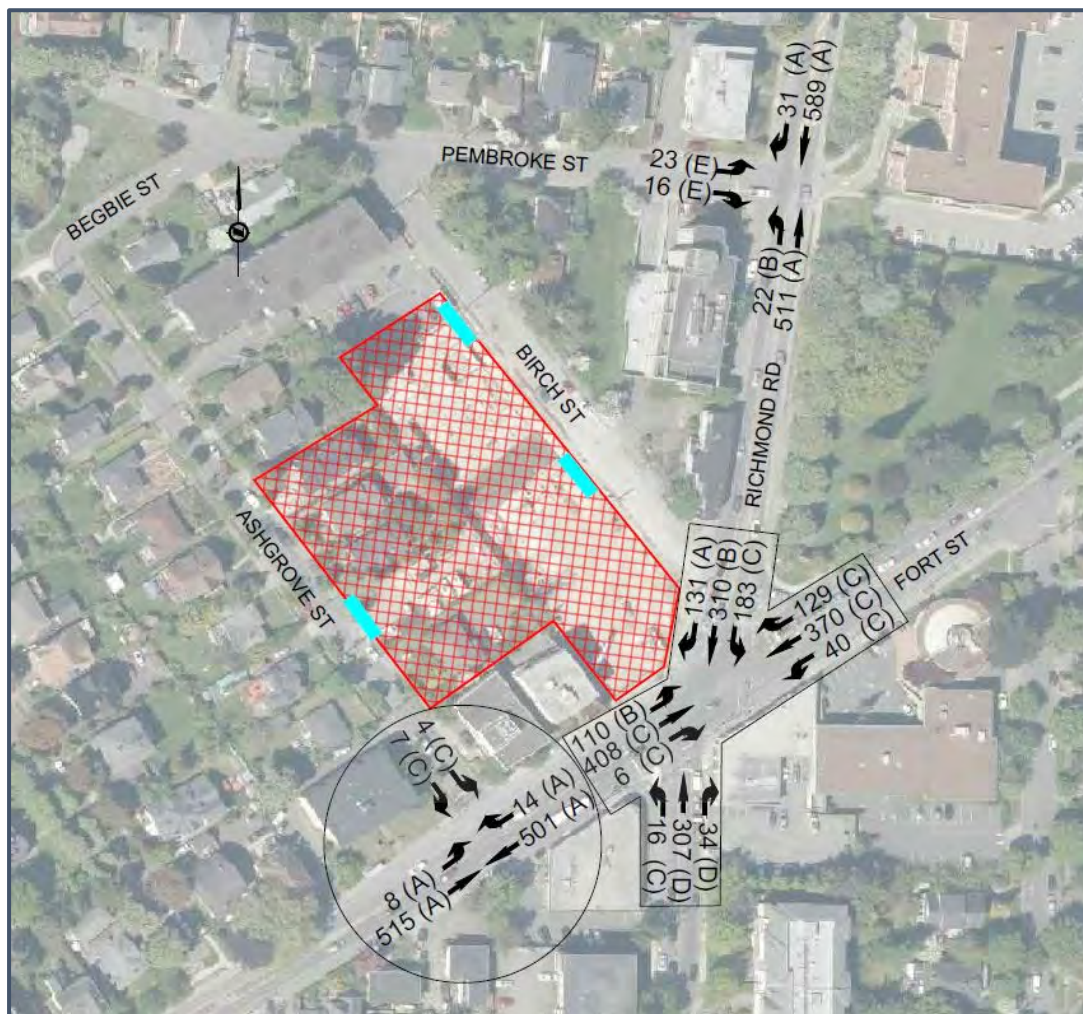 31 (A)
589 (A)
PEMBROKE ST
23 (E)
16 (E)
BEGBIE ST
22 (B)
511 (A)
BIRCH ST
RICHMOND RD
ASHGROVE ST
FORT ST
131 (A)
310 (B)
183 (C)
129 (C)
370 (C)
40 (C)
110 (B)
408 (C)
6 (C)
4 (C)
7 (C)
14 (A)
501 (A)
16 (C)
307 (D)
34 (D)
8 (A)
515 (A)